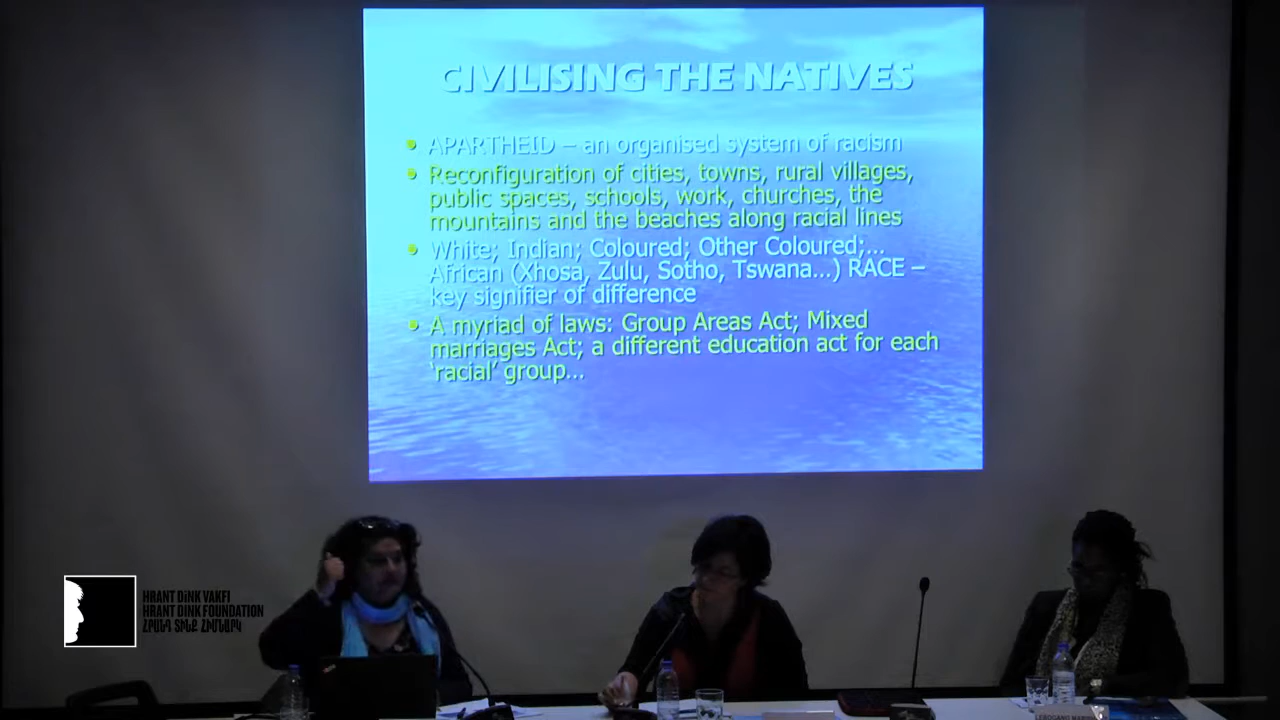 CIVILISING THE NATIVES
APARTHEID – an organised system of racism
Reconfiguration of cities, towns, rural villages,
public spaces, schools, work, churches, the
mountains and the beaches along racial lines
White; Indian; Coloured; Other Coloured;...
African (Xhosa, Zulu, Sotho, Tswana...) RACE –
key signifier of difference
A myriad of laws: Group Areas Act; Mixed
marriages Act; a different education act for each
‘racial’ group...
HRANT DiNK VAKFI
HRANT DINK FOUNDATION
ՀՐԱՆԴ ՏԻՆՔ ՀԻՄՆԱՐԿ
LEBOGANG